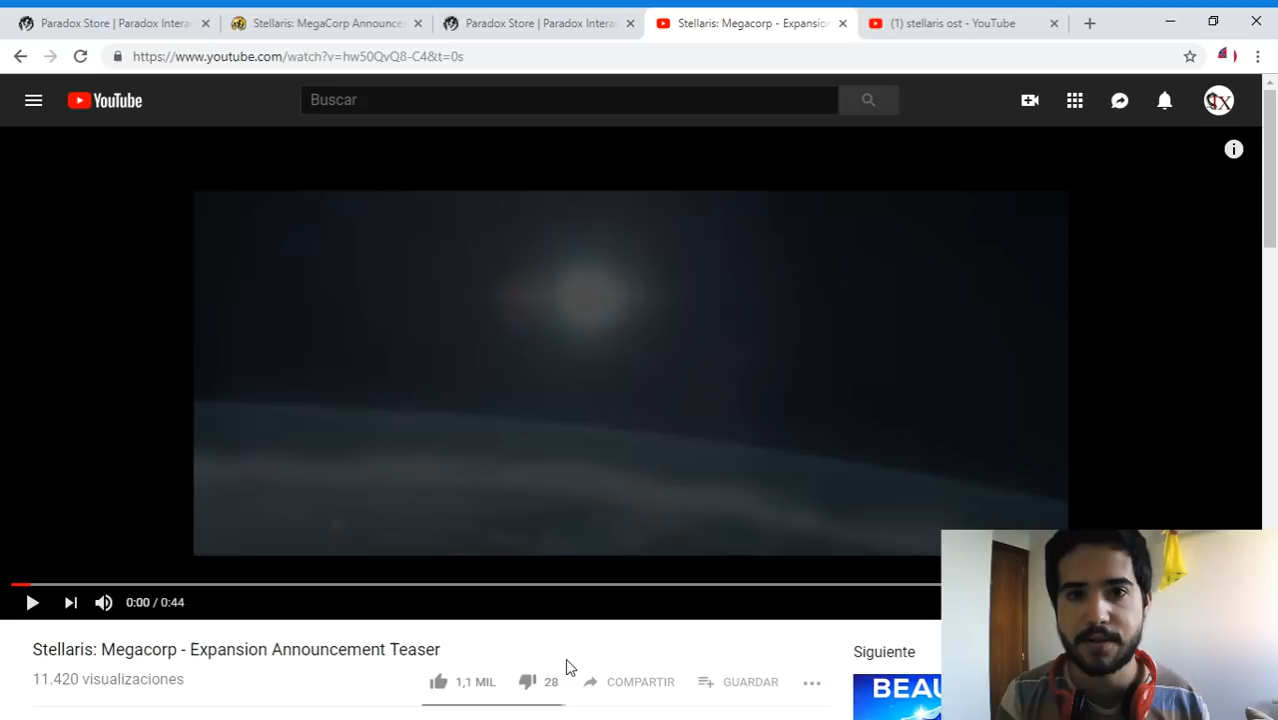 Paradox Store | Paradox Intera
Stellaris: MegaCorp Announce
Paradox Store | Paradox Intera
Stellaris: Megacorp - Expansion
(1) stellaris ost - YouTube
https://www.youtube.com/watch?v=hw50QvQ8-C4&t=0s
YouTube
Buscar
0:00 / 0:44
Stellaris: Megacorp - Expansion Announcement Teaser
11.420 visualizaciones
1,1 MIL
28
COMPARTIR
GUARDAR
Siguiente
BEAU